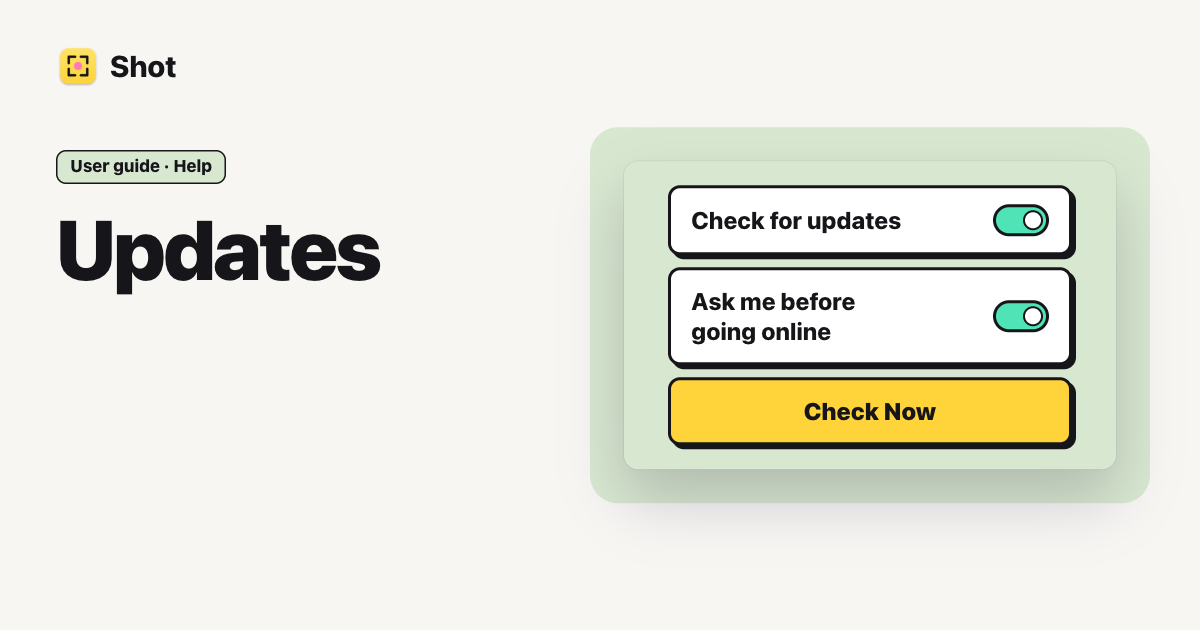 Shot
User guide · Help
Updates
Check for updates
Ask me before
going online
Check Now